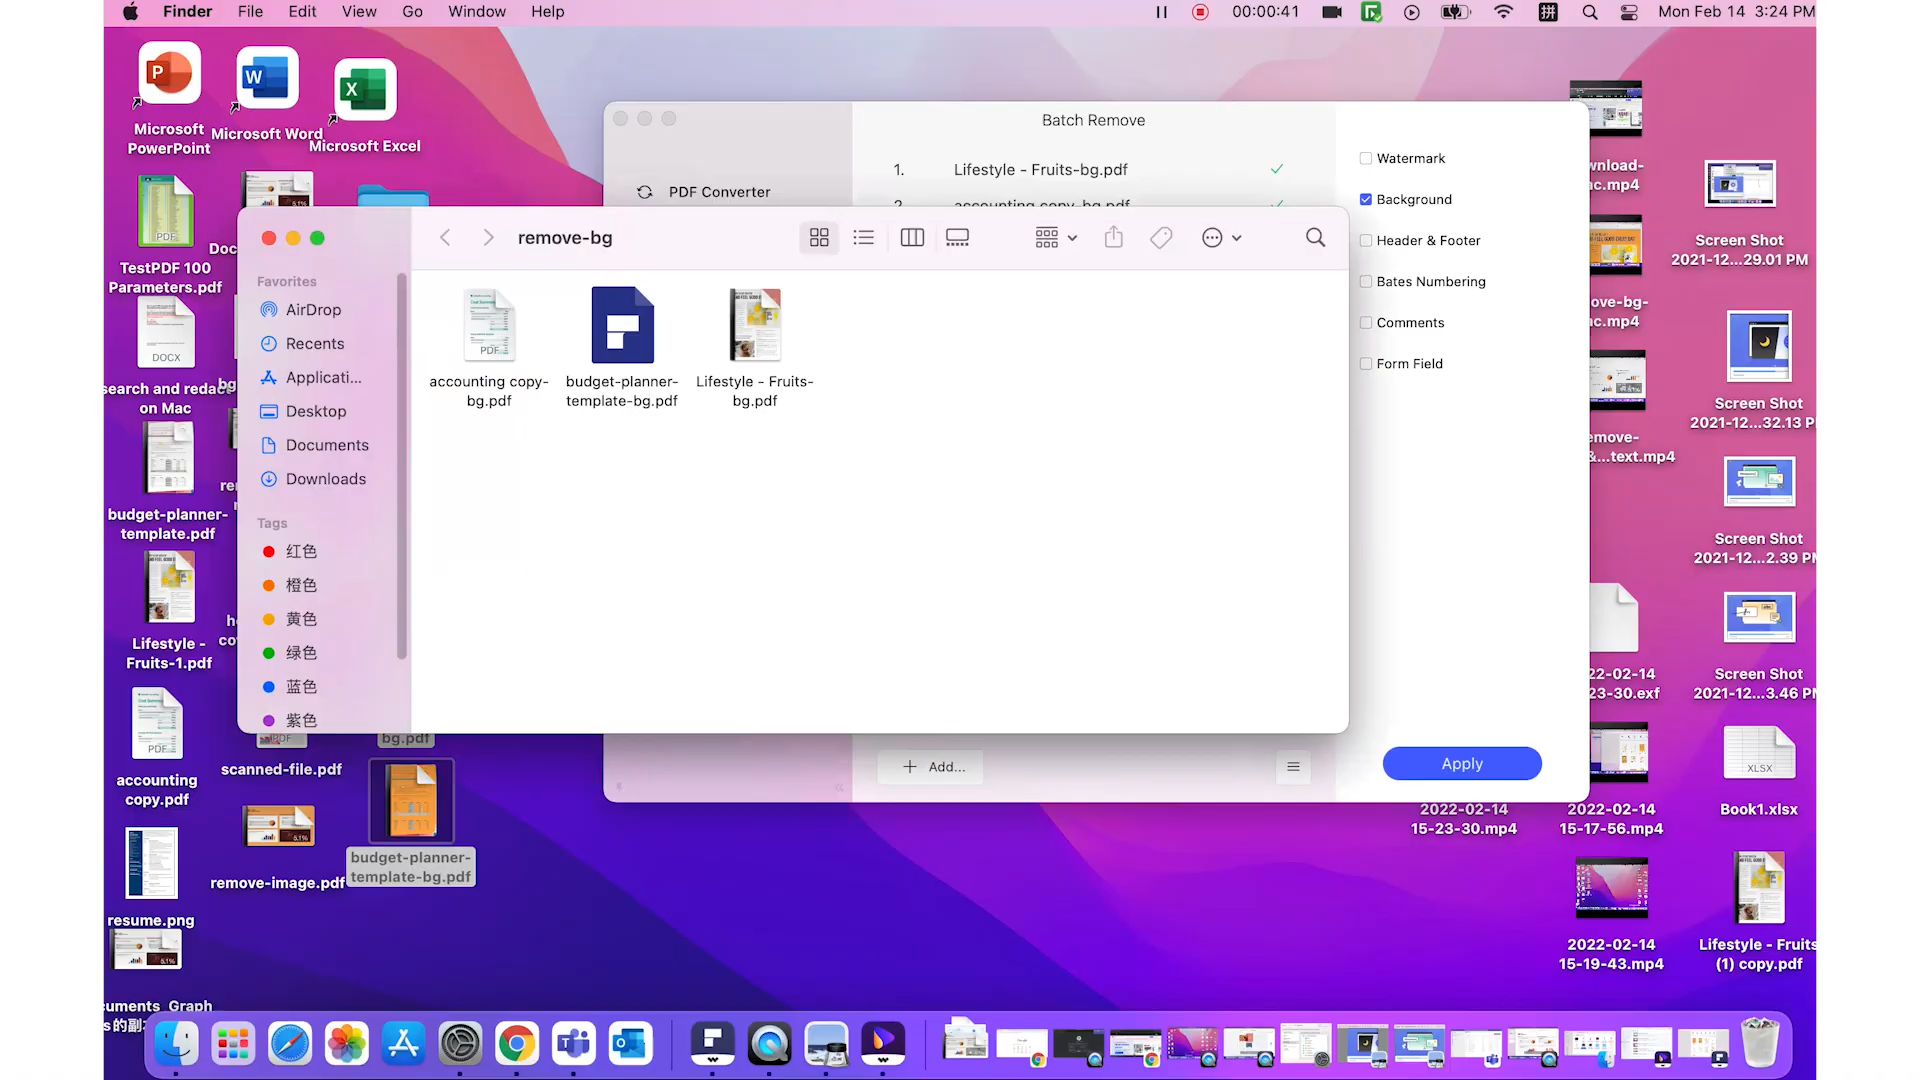 Finder File Edit View Go Window Help 00:00:41 拼 Mon Feb 14 3:24 PM
Microsoft PowerPoint
Microsoft Word
Microsoft Excel
PDF
TestPDF 100
Parameters.pdf
DOCX
search and redact
on Mac
budget-planner-
template.pdf
Lifestyle -
Fruits-1.pdf
PDF
accounting
copy.pdf
resume.png
scanned-file.pdf
remove-image.pdf
bg.pdf
budget-planner-
template-bg.pdf
Batch Remove
PDF Converter
1. Lifestyle - Fruits-bg.pdf
2. accounting copy-bg.pdf
Watermark
Background
Header & Footer
Bates Numbering
Comments
Form Field
Add...
Apply
remove-bg
Favorites
AirDrop
Recents
Applicati...
Desktop
Documents
Downloads
Tags
红色
橙色
黄色
绿色
蓝色
紫色
PDF
accounting copy-
bg.pdf
budget-planner-
template-bg.pdf
Lifestyle - Fruits-
bg.pdf
wnload-
ac.mp4
ove-bg-
ac.mp4
emove-
&...text.mp4
22-02-14
23-30.exf
2022-02-14
15-23-30.mp4
2022-02-14
15-17-56.mp4
2022-02-14
15-19-43.mp4
Screen Shot
2021-12...29.01 PM
Screen Shot
2021-12...32.13 P
Screen Shot
2021-12...2.39 PM
Screen Shot
2021-12...3.46 PM
XLSX
Book1.xlsx
Lifestyle - Fruits
(1) copy.pdf
cuments_Graph
s的副